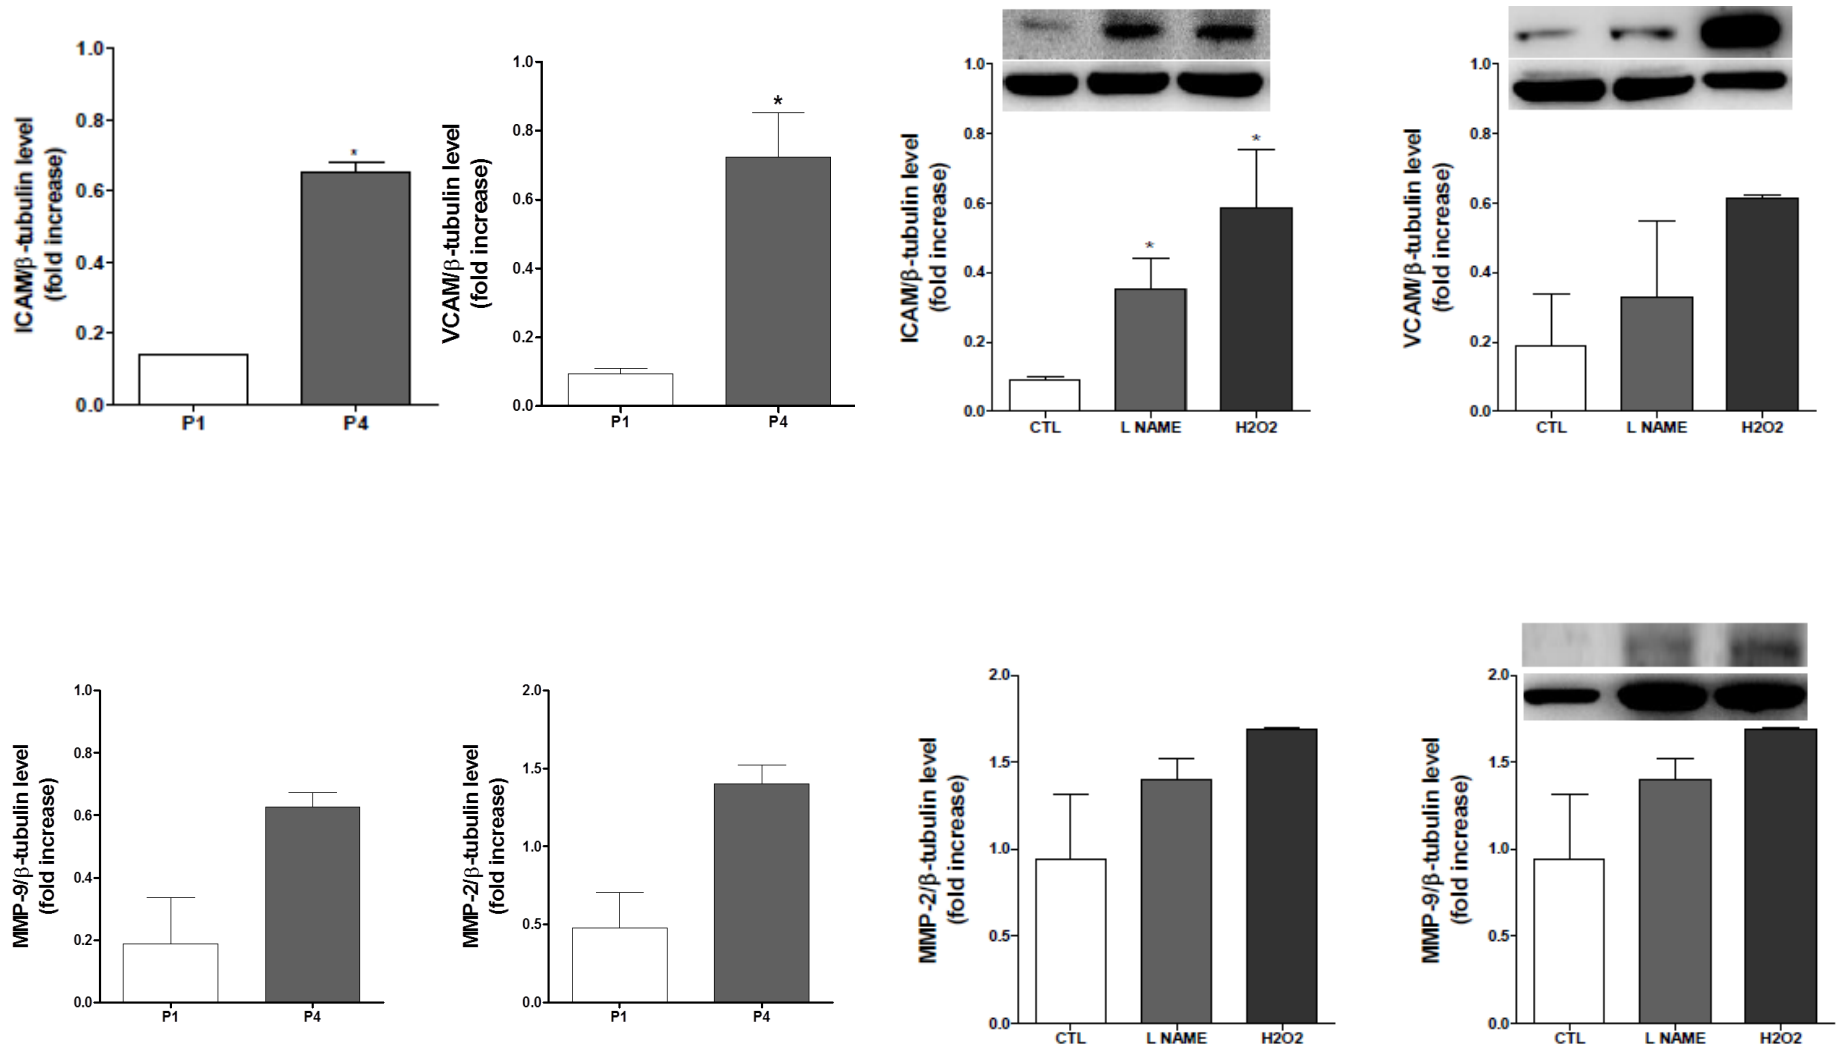 ICAM/β-tubulin level
(fold increase)
1.0
0.8
0.6
0.4
0.2
0.0
*
P1
P4
VCAM/β-tubulin level
(fold increase)
1.0
0.8
0.6
0.4
0.2
0.0
*
P1
P4
ICAM/β-tubulin level
(fold increase)
1.0
0.8
0.6
0.4
0.2
0.0
*
*
CTL
L NAME
H2O2
VCAM/β-tubulin level
(fold increase)
1.0
0.8
0.6
0.4
0.2
0.0
CTL
L NAME
H2O2
MMP-9/β-tubulin level
(fold increase)
1.0
0.8
0.6
0.4
0.2
0.0
P1
P4
MMP-2/β-tubulin level
(fold increase)
2.0
1.5
1.0
0.5
0.0
P1
P4
MMP-2/β-tubulin level
(fold increase)
2.0
1.5
1.0
0.5
0.0
CTL
L NAME
H2O2
MMP-9/β-tubulin level
(fold increase)
2.0
1.5
1.0
0.5
0.0
CTL
L NAME
H2O2